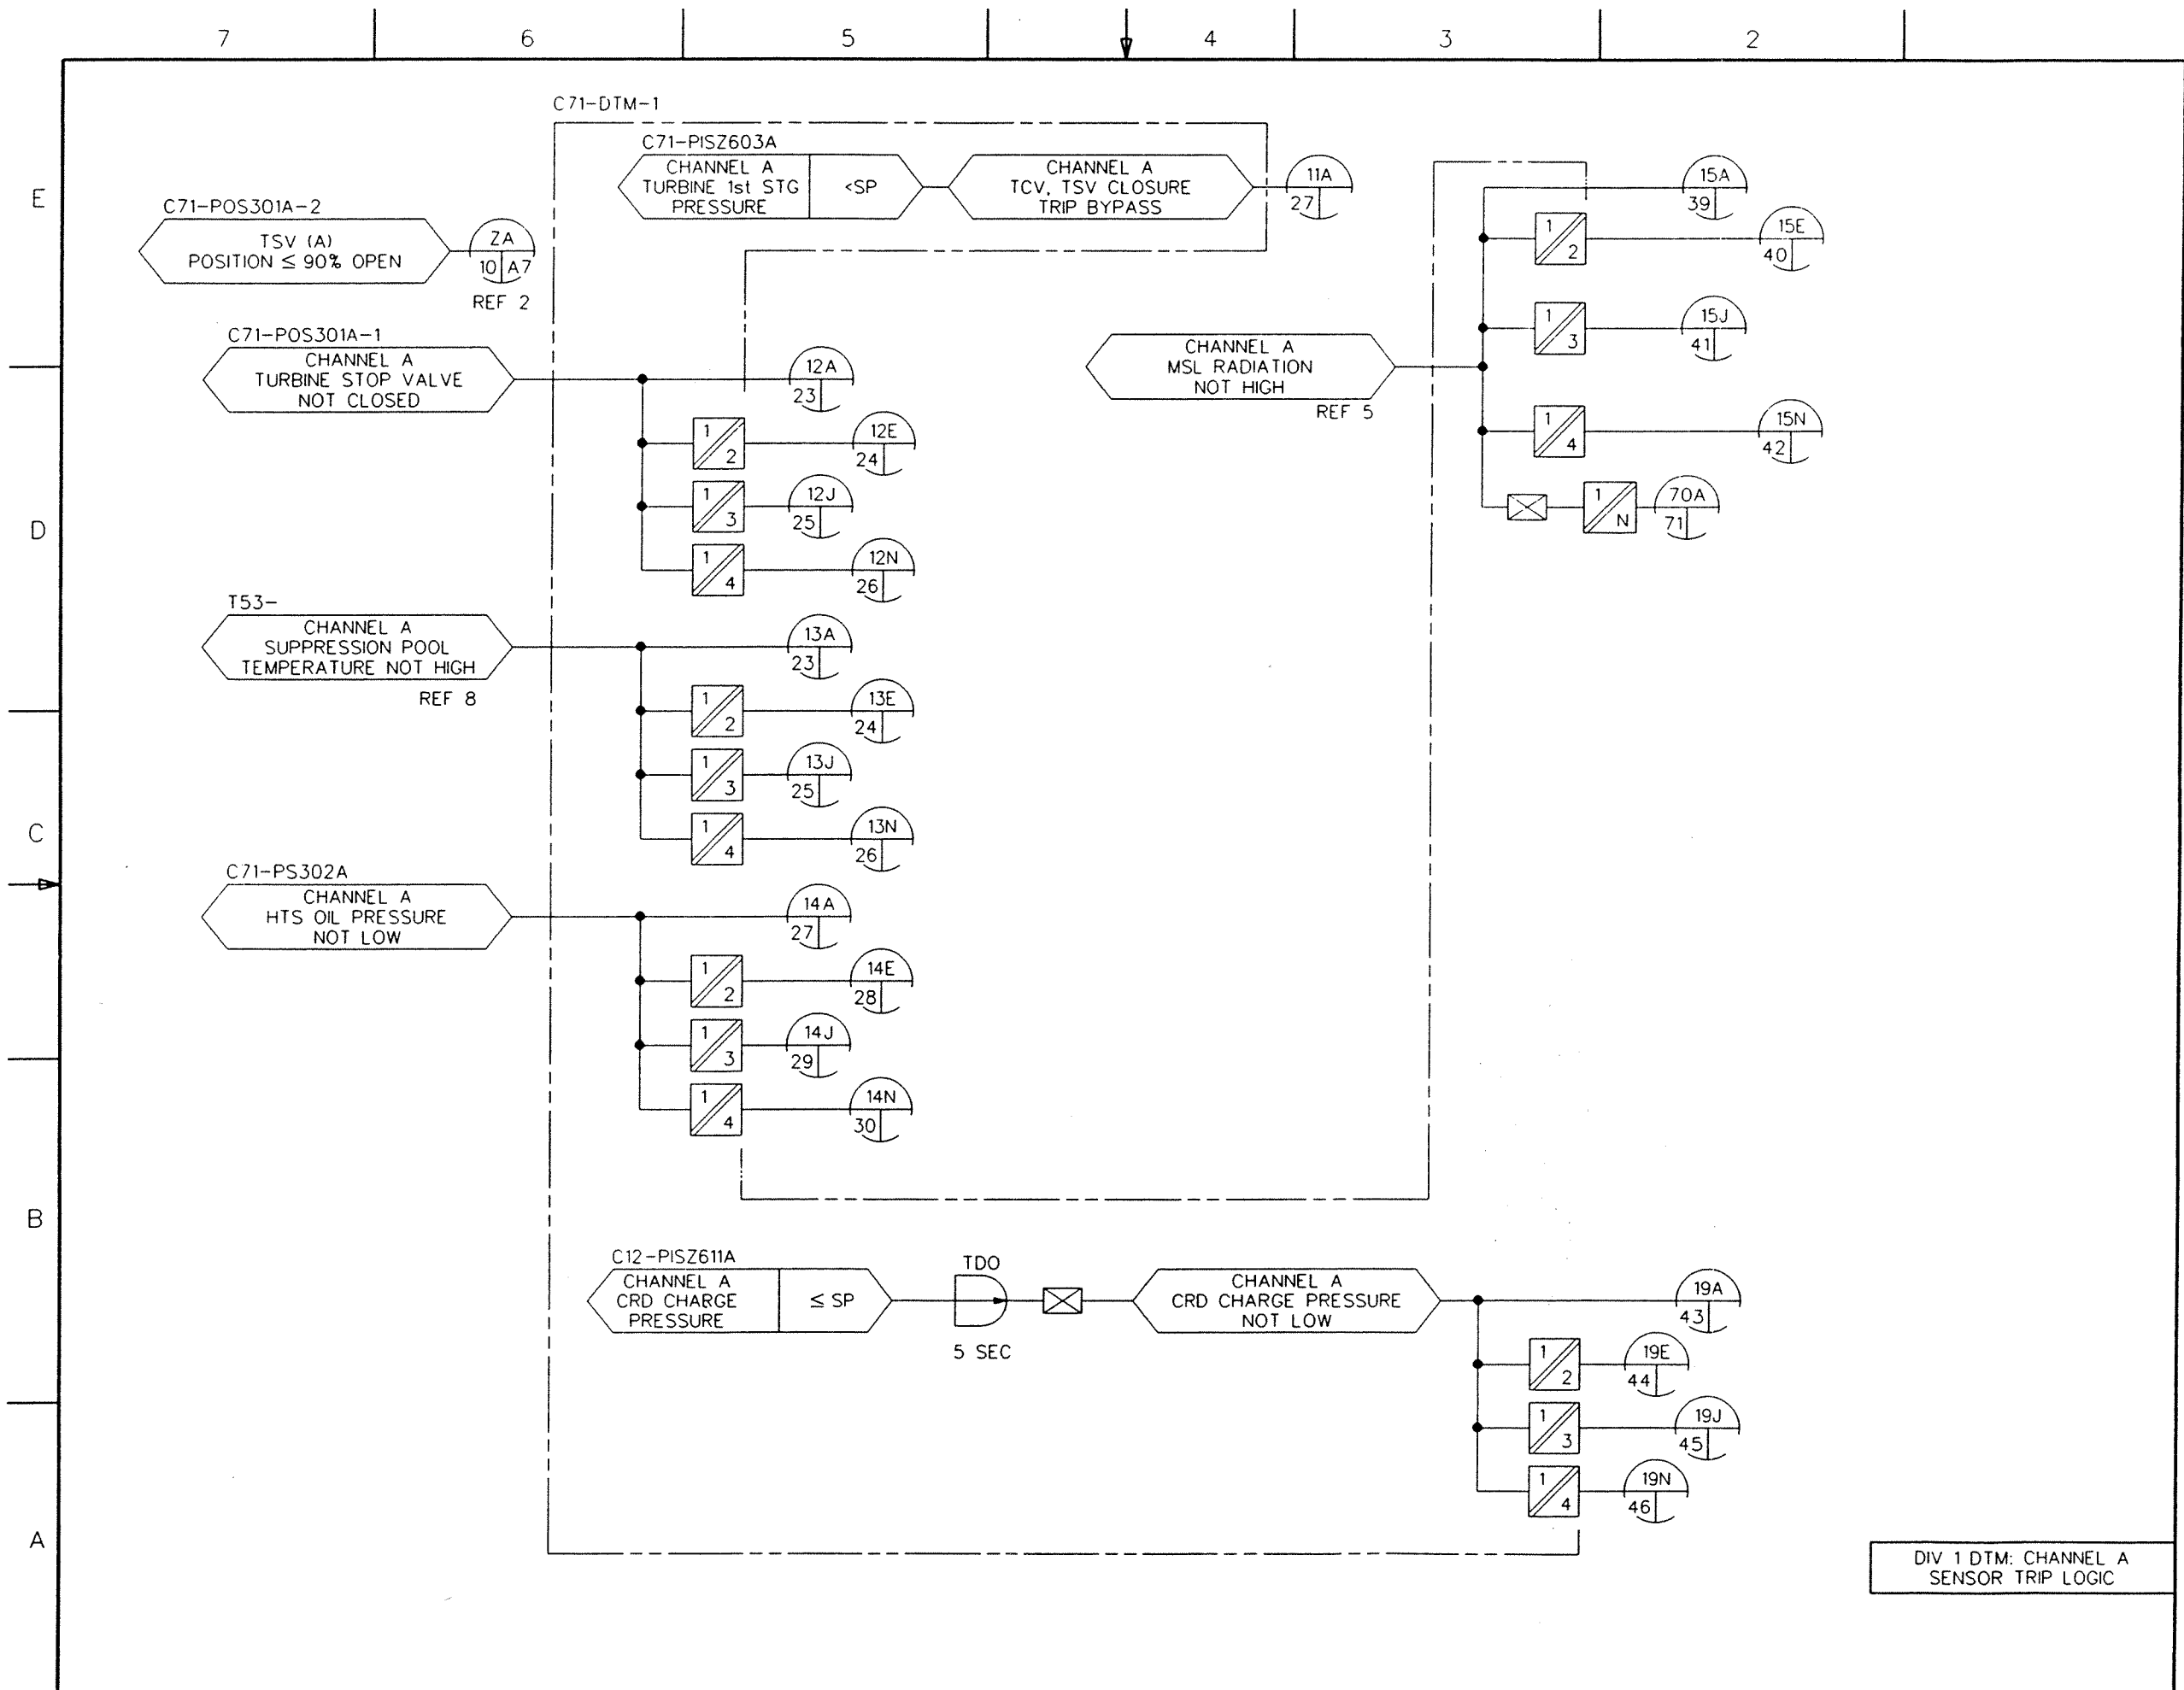 7 6 5 4 3 2
E
D
C
B
A
C71-DTM-1
C71-PISZ603A
CHANNEL A
TURBINE 1st STG
PRESSURE
<SP
CHANNEL A
TCV, TSV CLOSURE
TRIP BYPASS
11A
27
C71-POS301A-2
TSV (A)
POSITION ≤ 90% OPEN
ZA
10 A7
REF 2
C71-POS301A-1
CHANNEL A
TURBINE STOP VALVE
NOT CLOSED
12A
23
1
2
12E
24
1
3
12J
25
1
4
12N
26
T53-
CHANNEL A
SUPPRESSION POOL
TEMPERATURE NOT HIGH
REF 8
13A
23
1
2
13E
24
1
3
13J
25
1
4
13N
26
C71-PS302A
CHANNEL A
HTS OIL PRESSURE
NOT LOW
14A
27
1
2
14E
28
1
3
14J
29
1
4
14N
30
CHANNEL A
MSL RADIATION
NOT HIGH
REF 5
15A
39
1
2
15E
40
1
3
15J
41
1
4
15N
42
1
N
70A
71
C12-PISZ611A
CHANNEL A
CRD CHARGE
PRESSURE
≤ SP
TDO
5 SEC
CHANNEL A
CRD CHARGE PRESSURE
NOT LOW
19A
43
1
2
19E
44
1
3
19J
45
1
4
19N
46
DIV 1 DTM: CHANNEL A
SENSOR TRIP LOGIC